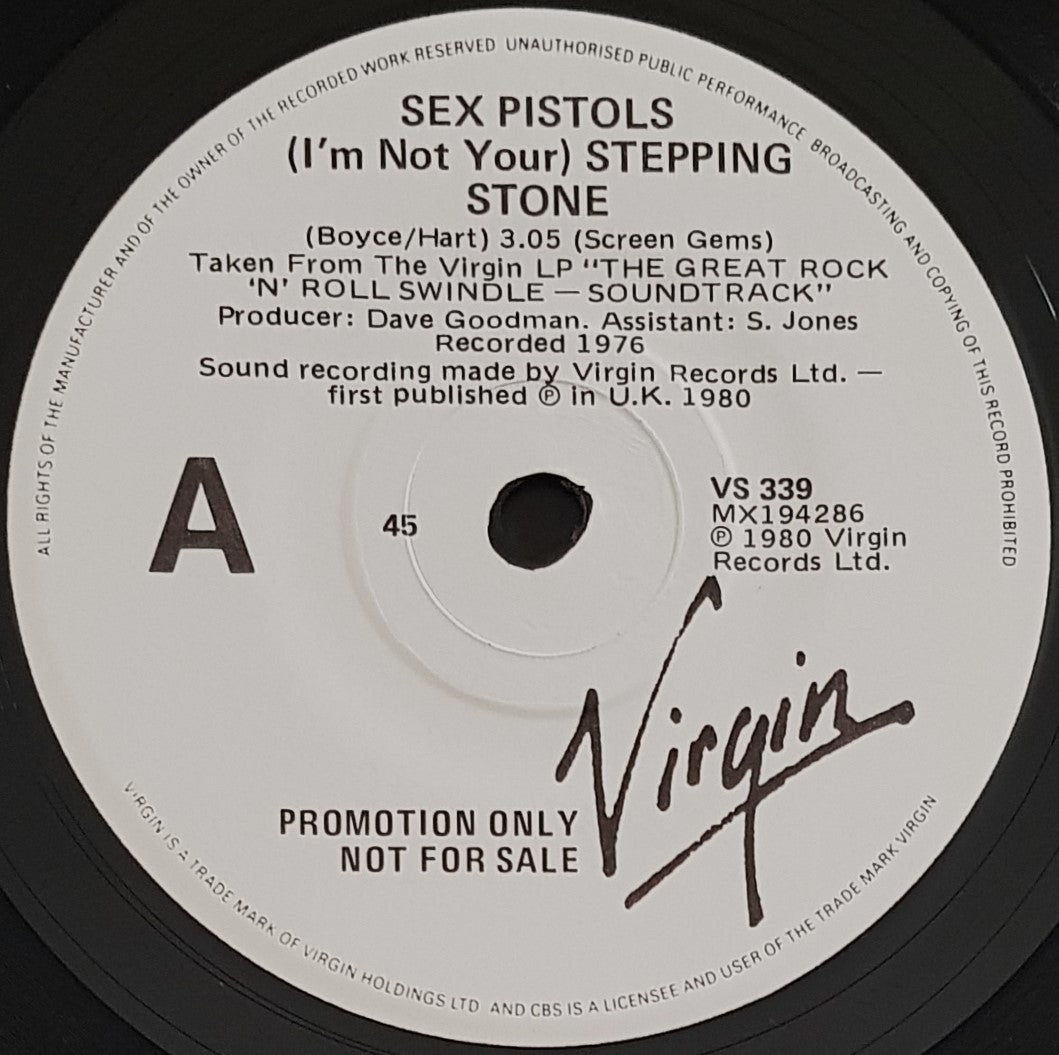 ALL RIGHTS OF THE MANUFACTURER AND OF THE OWNER OF THE RECORDED WORK RESERVED UNAUTHORISED PUBLIC PERFORMANCE BROADCASTING AND COPYING OF THIS RECORD PROHIBITED
SEX PISTOLS
(I'm Not Your) STEPPING
STONE
(Boyce/Hart) 3.05 (Screen Gems)
Taken From The Virgin LP "THE GREAT ROCK
'N' ROLL SWINDLE — SOUNDTRACK"
Producer: Dave Goodman. Assistant: S. Jones
Recorded 1976
Sound recording made by Virgin Records Ltd. —
first published ℗ in U.K. 1980
A
45
VS 339
MX194286
℗ 1980 Virgin
Records Ltd.
Virgin
PROMOTION ONLY
NOT FOR SALE
VIRGIN IS A TRADE MARK OF VIRGIN HOLDINGS LTD AND CBS IS A LICENSEE AND USER OF THE TRADE MARK VIRGIN